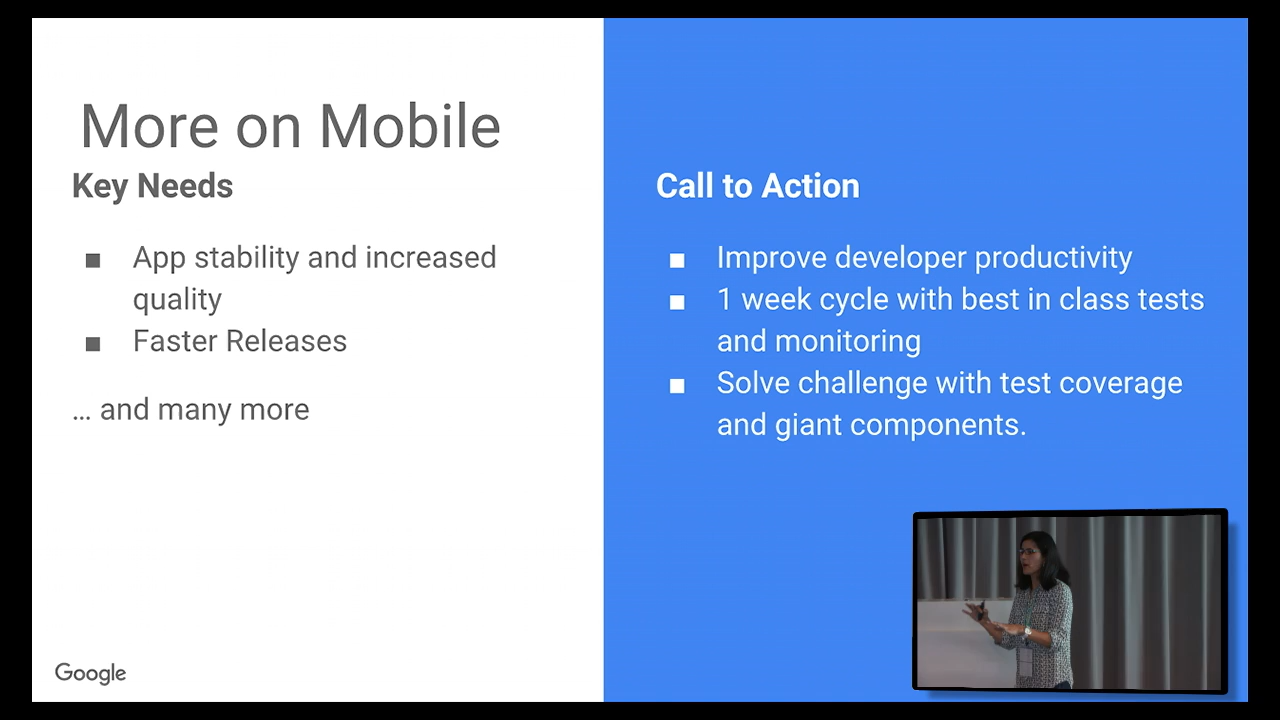 More on Mobile
Key Needs
■ App stability and increased
quality
■ Faster Releases
... and many more
Call to Action
■ Improve developer productivity
■ 1 week cycle with best in class tests
and monitoring
■ Solve challenge with test coverage
and giant components.
Google